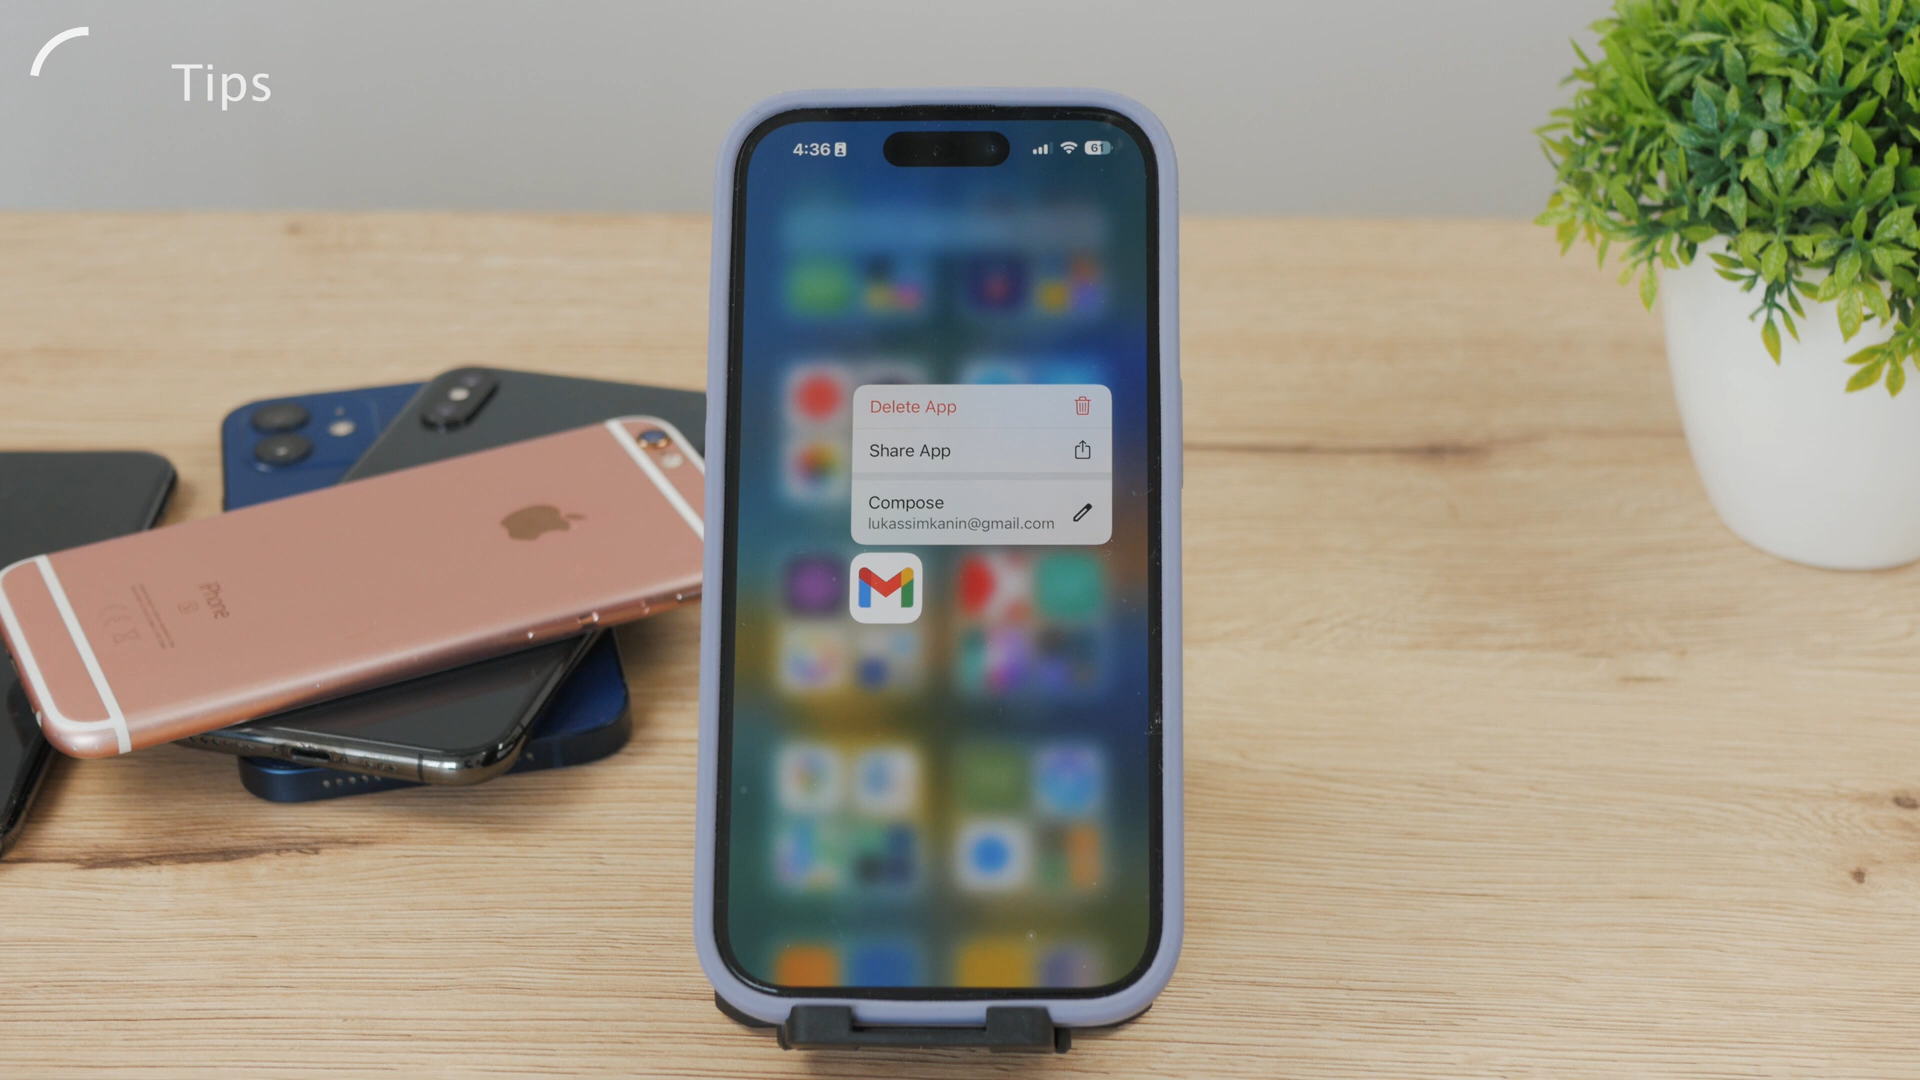 Tips
4:36
61
Delete App
Share App
Compose
lukassimkanin@gmail.com
iPhone